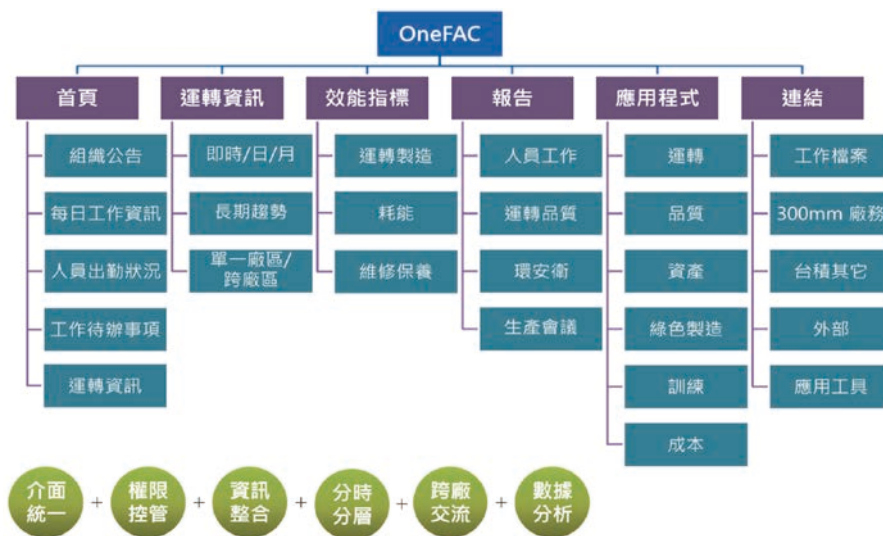 OneFAC
首頁
運轉資訊
效能指標
報告
應用程式
連結
組織公告
每日工作資訊
人員出勤狀況
工作待辦事項
運轉資訊
即時/日/月
長期趨勢
單一廠區/
跨廠區
運轉製造
耗能
維修保養
人員工作
運轉品質
環安衛
生產會議
運轉
品質
資產
綠色製造
訓練
成本
工作檔案
300mm 廠務
台積其它
外部
應用工具
介面
統一
+
權限
控管
+
資訊
整合
+
分時
分層
+
跨廠
交流
+
數據
分析